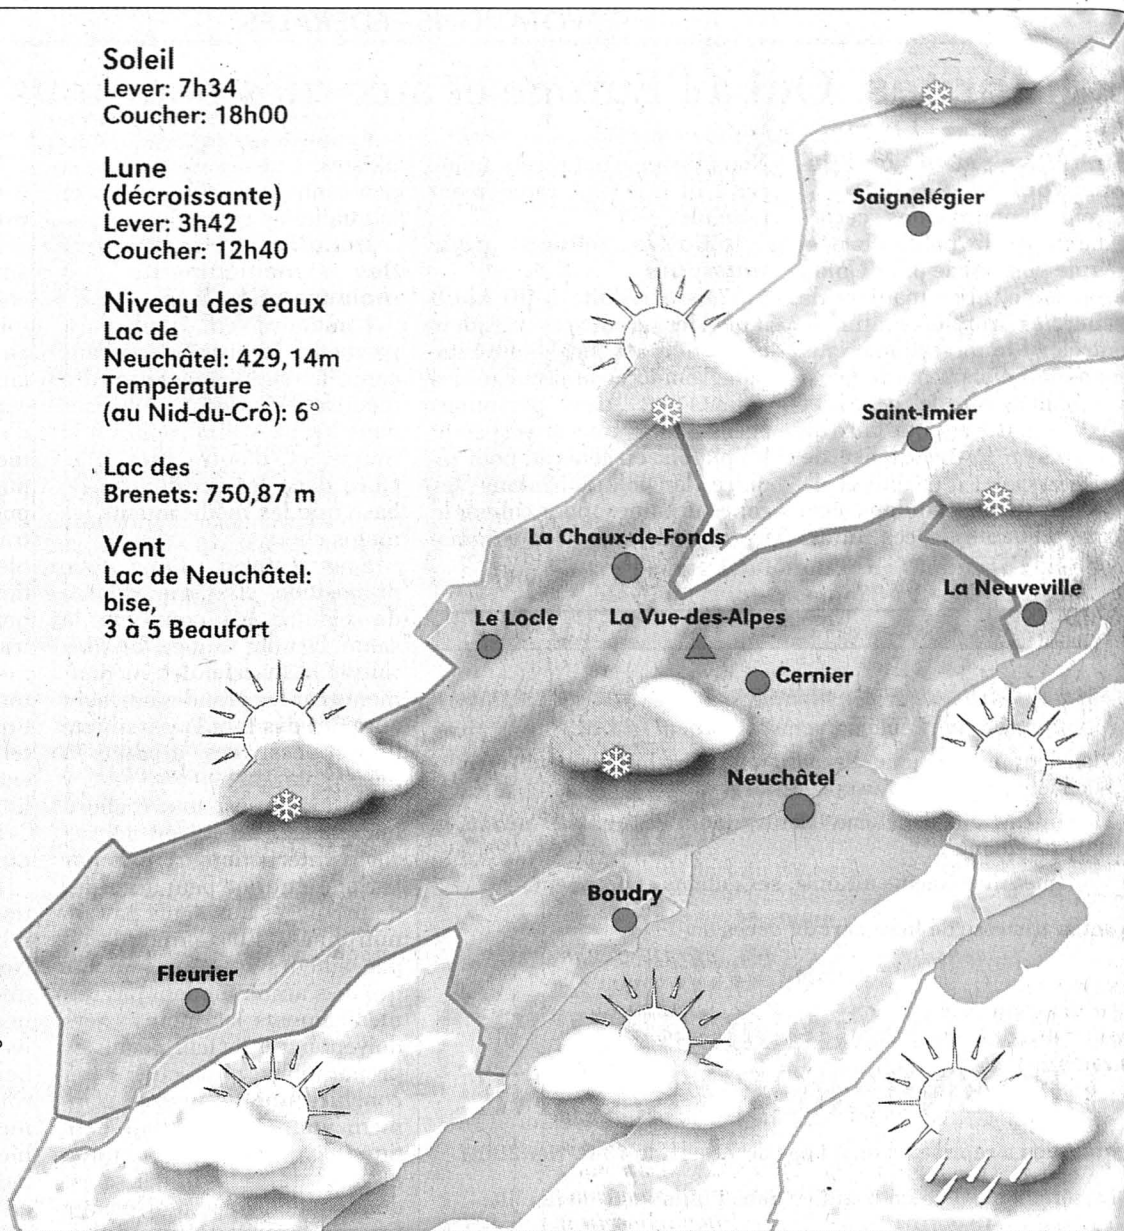 Soleil
Lever: 7h34
Coucher: 18h00
Lune
(décroissante)
Lever: 3h42
Coucher: 12h40
Niveau des eaux
Lac de
Neuchâtel: 429,14m
Température
(au Nid-du-Crô): 6°
Lac des
Brenets: 750,87m
Vent
Lac de Neuchâtel:
bise,
3 à 5 Beaufort
Saignelégier
Saint-Imier
La Chaux-de-Fonds
La Neuveville
Le Locle
La Vue-des-Alpes
Cernier
Neuchâtel
Boudry
Fleurier